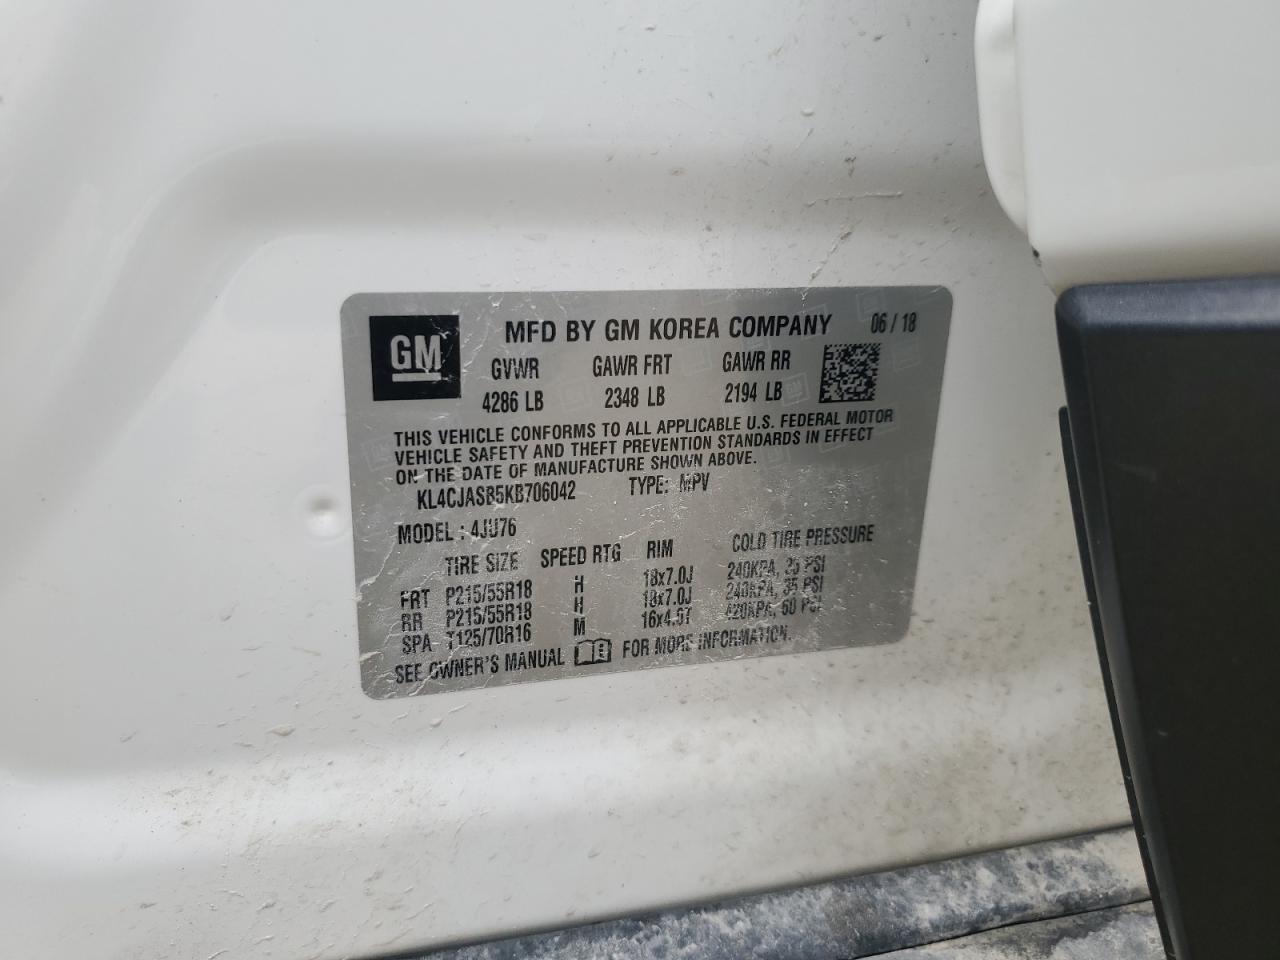 GM
MFD BY GM KOREA COMPANY 06 / 18
GVWR GAWR FRT GAWR RR
4286 LB 2348 LB 2194 LB
THIS VEHICLE CONFORMS TO ALL APPLICABLE U.S. FEDERAL MOTOR
VEHICLE SAFETY AND THEFT PREVENTION STANDARDS IN EFFECT
ON THE DATE OF MANUFACTURE SHOWN ABOVE.
KL4CJASB5KB706042 TYPE: MPV
MODEL : 4JU76
TIRE SIZE SPEED RTG RIM COLD TIRE PRESSURE
FRT P215/55R18 H 18x7.0J 240KPA, 35 PSI
RR P215/55R18 H 18x7.0J 240KPA, 35 PSI
SPA T125/70R16 M 16x4.0T 420KPA, 60 PSI
SEE OWNER'S MANUAL FOR MORE INFORMATION.